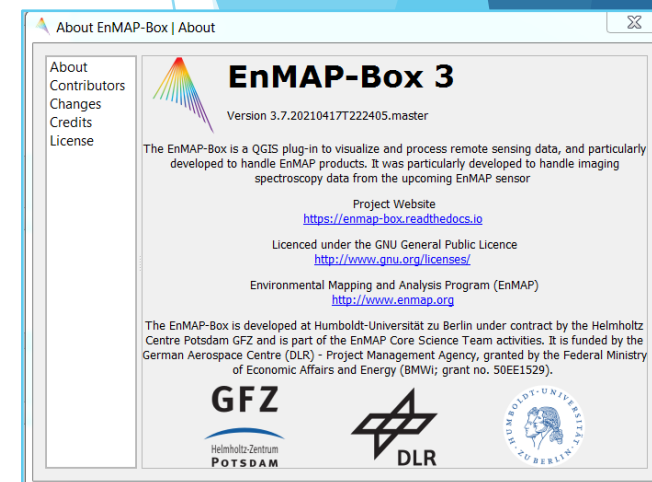 About EnMAP-Box | About
About
Contributors
Changes
Credits
License
EnMAP-Box 3
Version 3.7.20210417T222405.master
The EnMAP-Box is a QGIS plug-in to visualize and process remote sensing data, and particularly
developed to handle EnMAP products. It was particularly developed to handle imaging
spectroscopy data from the upcoming EnMAP sensor
Project Website
https://enmap-box.readthedocs.io
Licenced under the GNU General Public Licence
http://www.gnu.org/licenses/
Environmental Mapping and Analysis Program (EnMAP)
http://www.enmap.org
The EnMAP-Box is developed at Humboldt-Universität zu Berlin under contract by the Helmholtz
Centre Potsdam GFZ and is part of the EnMAP Core Science Team activities. It is funded by the
German Aerospace Centre (DLR) - Project Management Agency, granted by the Federal Ministry
of Economic Affairs and Energy (BMWi; grant no. 50EE1529).
GFZ
Helmholtz-Zentrum
POTSDAM
DLR
HUMBOLDT-UNIVERSITÄT
ZU BERLIN